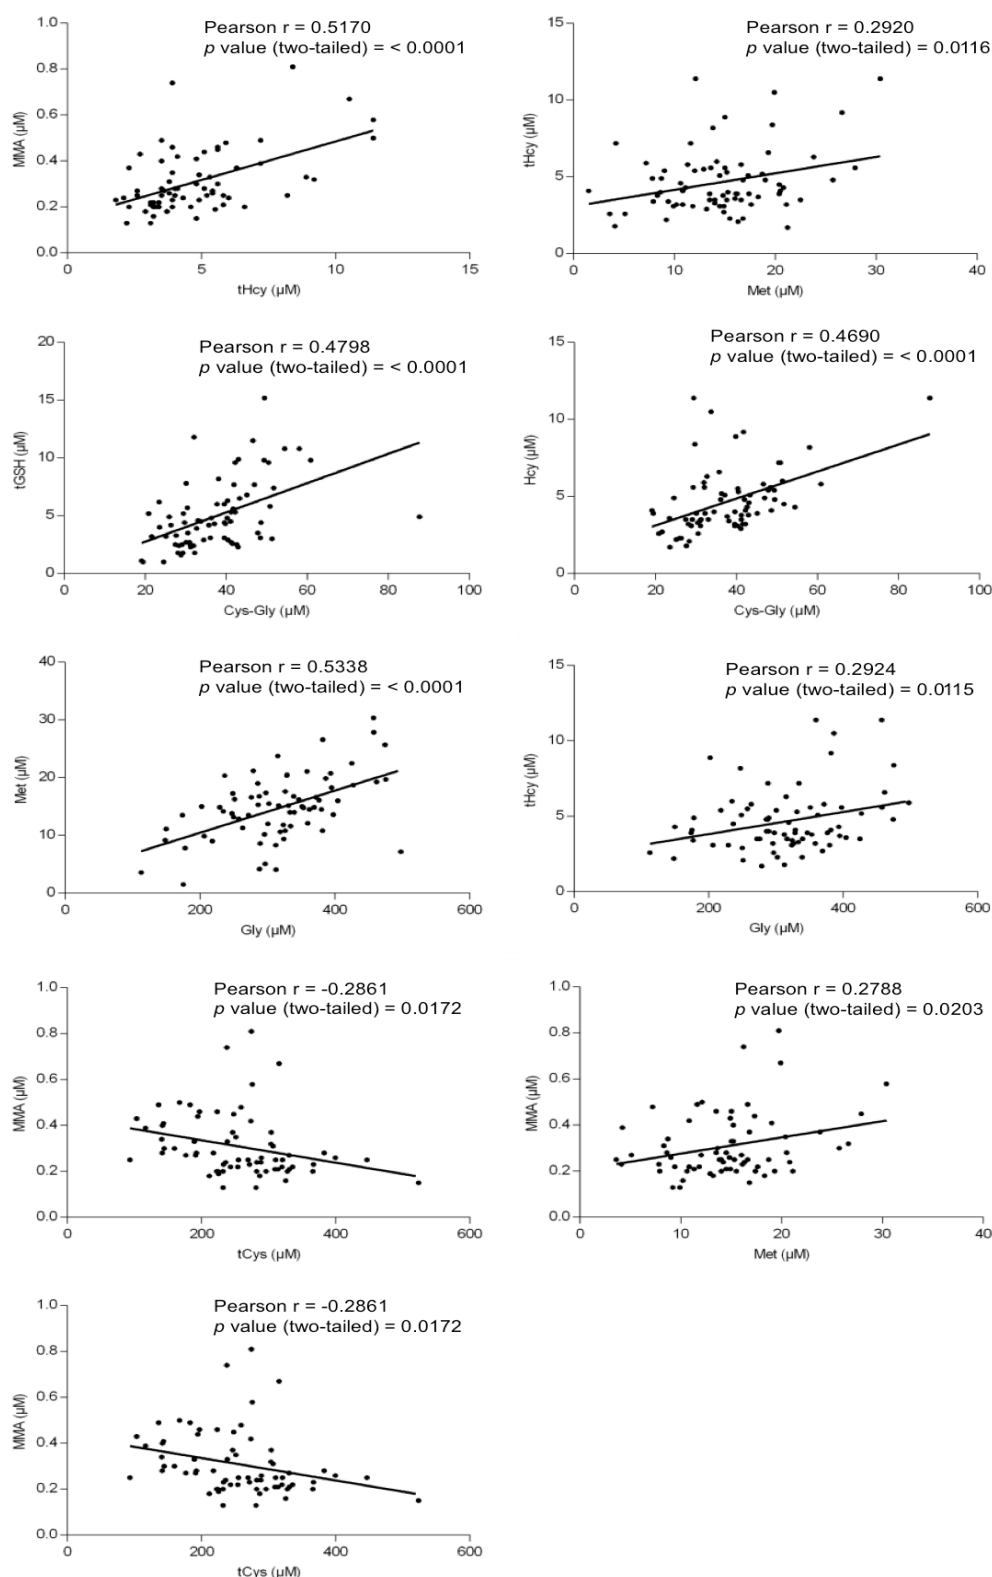 Pearson r = 0.5170
p value (two-tailed) = < 0.0001
1.0
0.8
0.6
0.4
0.2
0.0
MMA (µM)
0 5 10 15
tHcy (µM)
Pearson r = 0.2920
p value (two-tailed) = 0.0116
15
10
5
0
tHcy (µM)
0 10 20 30 40
Met (µM)
Pearson r = 0.4798
p value (two-tailed) = < 0.0001
20
15
10
5
0
tGSH (µM)
0 20 40 60 80 100
Cys-Gly (µM)
Pearson r = 0.4690
p value (two-tailed) = < 0.0001
15
10
5
0
Hcy (µM)
0 20 40 60 80 100
Cys-Gly (µM)
Pearson r = 0.5338
p value (two-tailed) = < 0.0001
40
30
20
10
0
Met (µM)
0 200 400 600
Gly (µM)
Pearson r = 0.2924
p value (two-tailed) = 0.0115
15
10
5
0
tHcy (µM)
0 200 400 600
Gly (µM)
Pearson r = -0.2861
p value (two-tailed) = 0.0172
1.0
0.8
0.6
0.4
0.2
0.0
MMA (µM)
0 200 400 600
tCys (µM)
Pearson r = 0.2788
p value (two-tailed) = 0.0203
1.0
0.8
0.6
0.4
0.2
0.0
MMA (µM)
0 10 20 30 40
Met (µM)
Pearson r = -0.2861
p value (two-tailed) = 0.0172
1.0
0.8
0.6
0.4
0.2
0.0
MMA (µM)
0 200 400 600
tCys (µM)